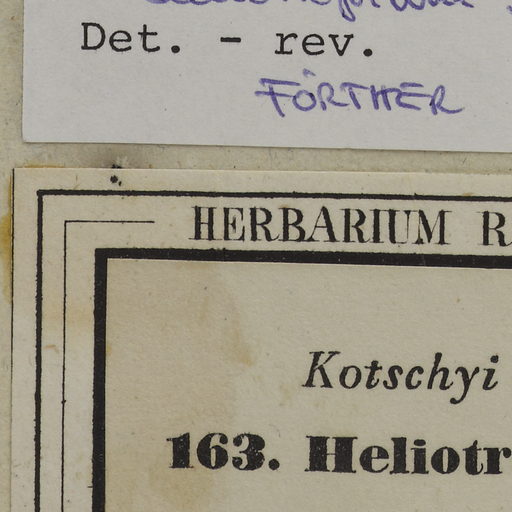 Det. - rev.
FÖRTHER
HERBARIUM R
Kotschyi
163. Heliotr